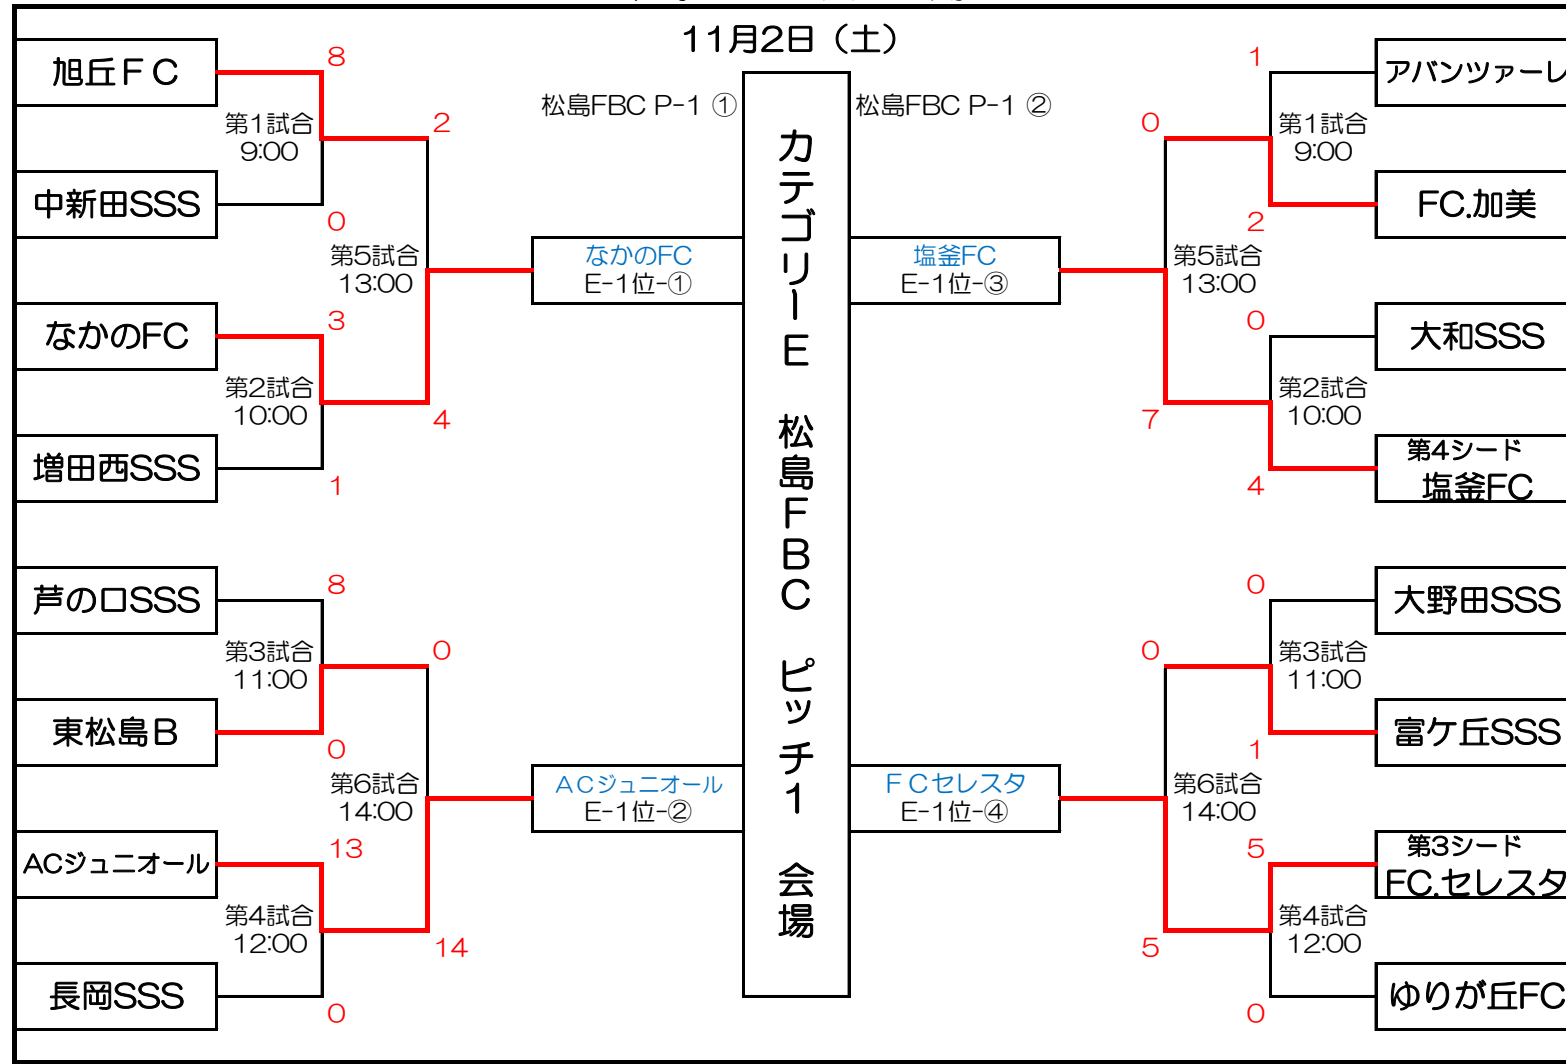 11月2日（土）
旭丘ＦＣ
8
第1試合
9:00
2
中新田SSS
0
第5試合
13:00
なかのFC
3
第2試合
10:00
4
増田西SSS
1
芦の口SSS
8
第3試合
11:00
0
東松島Ｂ
0
第6試合
14:00
ACジュニオール
13
第4試合
12:00
14
長岡SSS
0
松島FBC P-1 ①
なかのFC
E-1位-①
ＡＣジュニオール
E-1位-②
カテゴリーＥ　松島ＦＢＣ　ピッチ1　会場
松島FBC P-1 ②
塩釜FC
E-1位-③
ＦＣセレスタ
E-1位-④
1
アバンツァーレ
0
第1試合
9:00
FC.加美
2
第5試合
13:00
0
大和SSS
第2試合
10:00
7
第4シード
塩釜FC
4
0
大野田SSS
0
第3試合
11:00
富ケ丘SSS
1
第6試合
14:00
5
第3シード
FC.セレスタ
第4試合
12:00
5
ゆりが丘FC
0